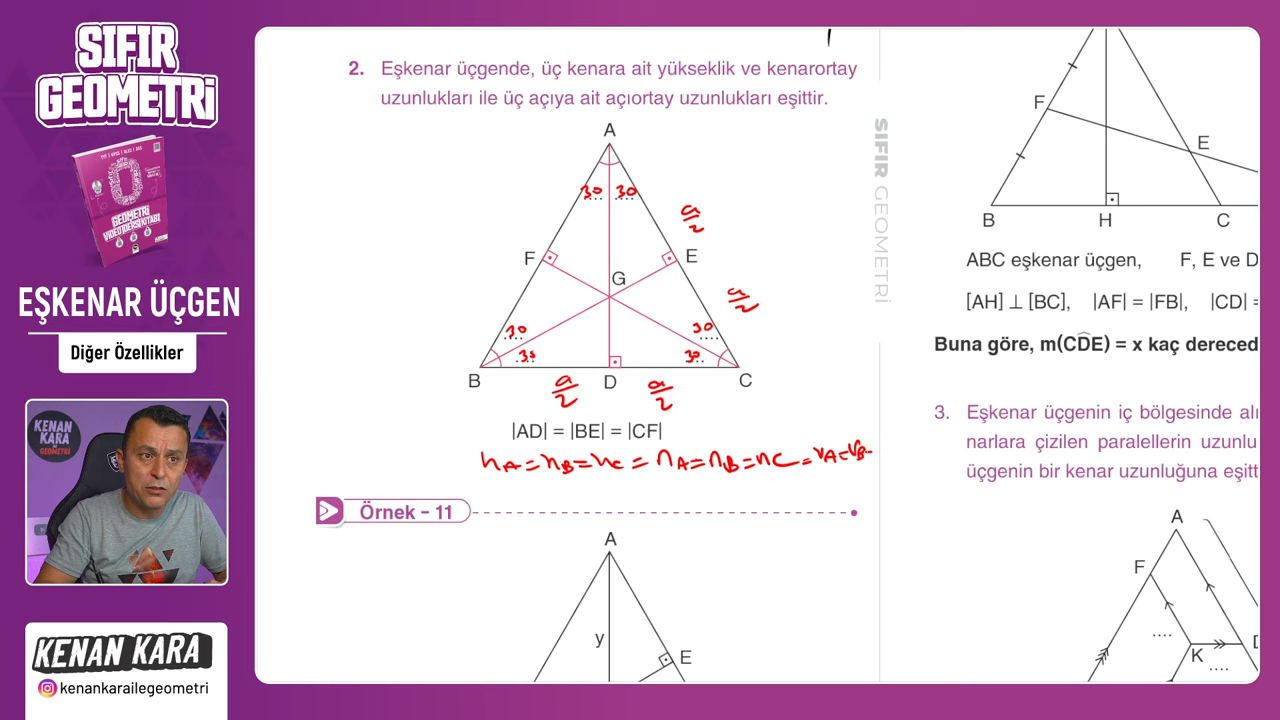 SIFIR
GEOMETRİ
GEOMETRİ
VİDEO DERS KİTABI
EŞKENAR ÜÇGEN
Diğer Özellikler
KENAN
KARA
GEOMETRİ
KENAN KARA
kenankarailegeometri
2. Eşkenar üçgende, üç kenara ait yükseklik ve kenarortay
uzunlukları ile üç açıya ait açıortay uzunlukları eşittir.
A
30 30
a/2
F E
G
a/2
30 30
30 30
B D C
a/2 a/2
|AD| = |BE| = |CF|
hA = hB = hC = nA = nB = nC = VA = VB..
Örnek - 11
A
y
E
SIFIR GEOMETRİ
F
E
B H C
ABC eşkenar üçgen, F, E ve D
[AH] ⊥ [BC], |AF| = |FB|, |CD| =
Buna göre, m(CDE) = x kaç dereced
3. Eşkenar üçgenin iç bölgesinde alı
narlara çizilen paralellerin uzunlu
üçgenin bir kenar uzunluğuna eşitt
A
F
....
K
....